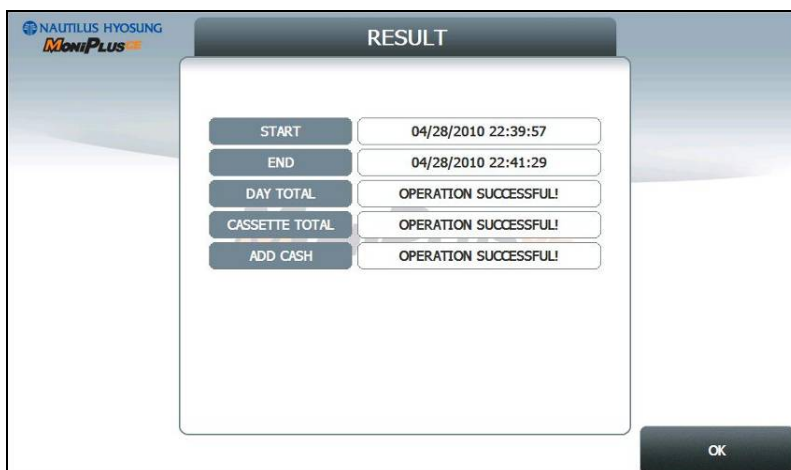 NAUTILUS HYOSUNG
MoniPlus CE
RESULT
START 04/28/2010 22:39:57
END 04/28/2010 22:41:29
DAY TOTAL OPERATION SUCCESSFUL!
CASSETTE TOTAL OPERATION SUCCESSFUL!
ADD CASH OPERATION SUCCESSFUL!
OK